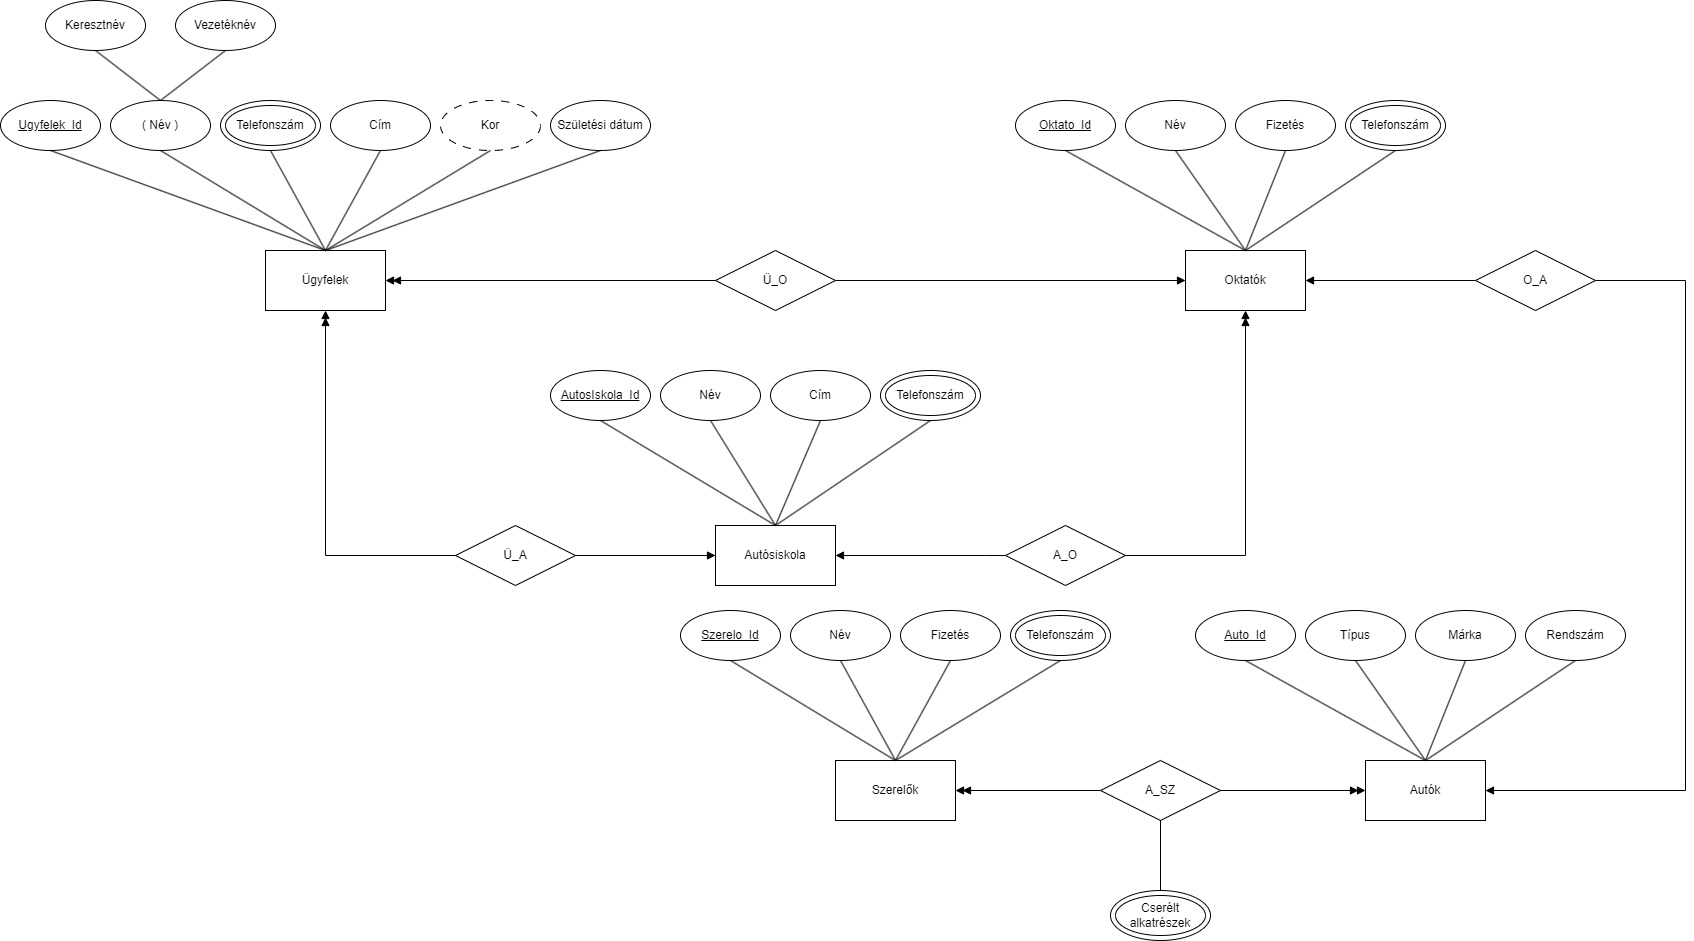 Keresztnév
Vezetéknév
Ugyfelek_Id
( Név )
Telefonszám
Cím
Kor
Születési dátum
Oktato_Id
Név
Fizetés
Telefonszám
Ügyfelek
Ü_O
Oktatók
O_A
AutosIskola_Id
Név
Cím
Telefonszám
Ü_A
Autósiskola
A_O
Szerelo_Id
Név
Fizetés
Telefonszám
Auto_Id
Típus
Márka
Rendszám
Szerelők
A_SZ
Autók
Cserélt
alkatrészek